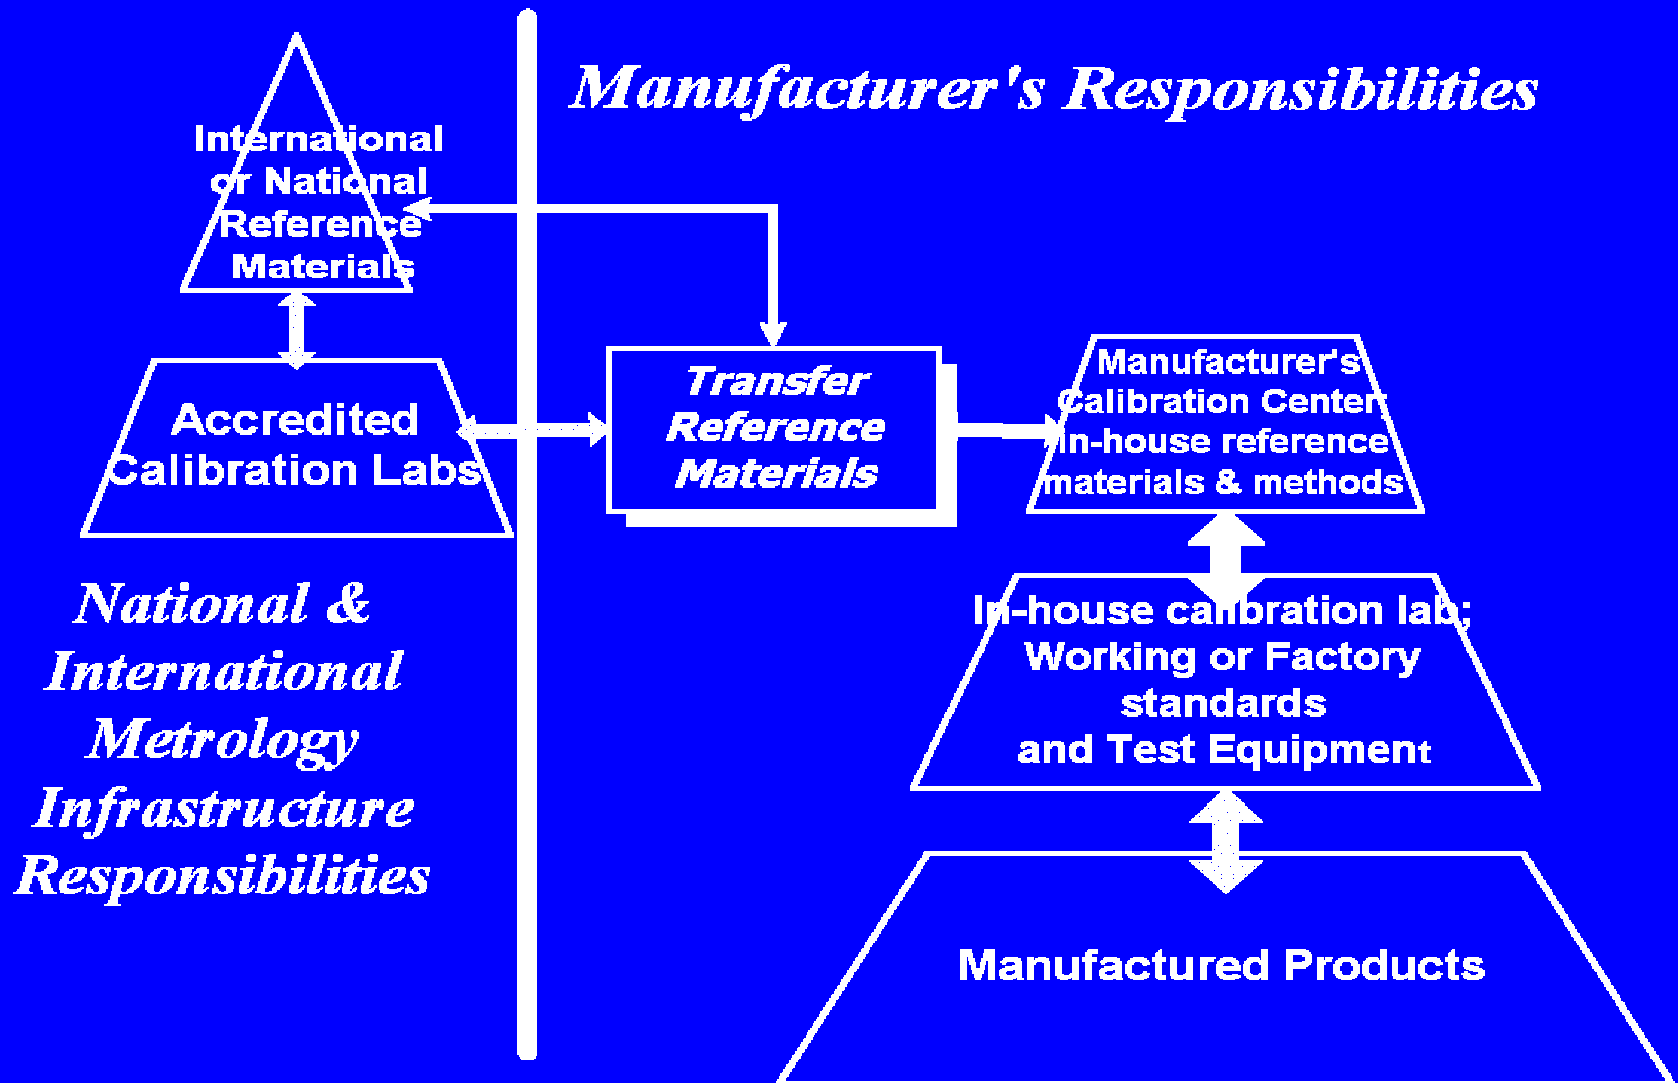 Manufacturer's Responsibilities
International
or National
Reference
Materials
Accredited
Calibration Labs
National &
International
Metrology
Infrastructure
Responsibilities
Transfer
Reference
Materials
Manufacturer's
Calibration Center;
in-house reference
materials & methods
In-house calibration lab;
Working or Factory
standards
and Test Equipment
Manufactured Products